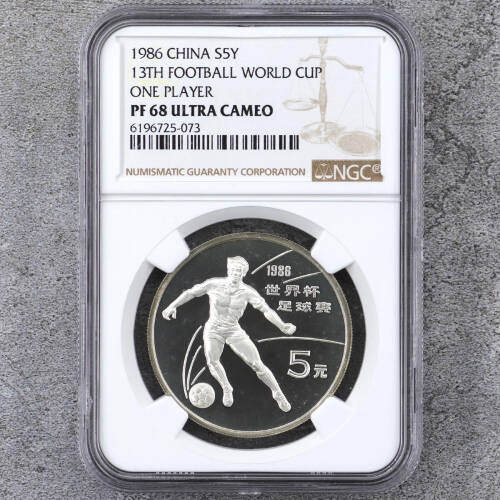 1986 CHINA S5Y
13TH FOOTBALL WORLD CUP
ONE PLAYER
PF 68 ULTRA CAMEO
6196725-073
NUMISMATIC GUARANTY CORPORATION
NGC
1986
世界杯
足球赛
5元